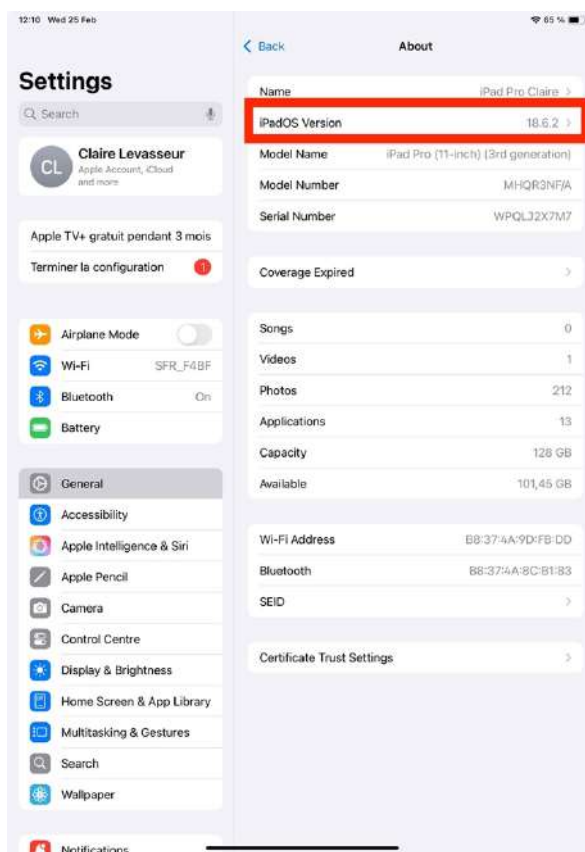 12:10 Wed 25 Feb
65 %
Settings
Search
CL
Claire Levasseur
Apple Account, iCloud
and more
Apple TV+ gratuit pendant 3 mois
Terminer la configuration
1
Airplane Mode
Wi-Fi
SFR_F4BF
Bluetooth
On
Battery
General
Accessibility
Apple Intelligence & Siri
Apple Pencil
Camera
Control Centre
Display & Brightness
Home Screen & App Library
Multitasking & Gestures
Search
Wallpaper
Notifications
Back
About
Name
iPad Pro Claire
iPadOS Version
18.6.2
Model Name
iPad Pro (11-inch) (3rd generation)
Model Number
MHQR3NF/A
Serial Number
WPQLJ2X7M7
Coverage Expired
Songs
0
Videos
1
Photos
212
Applications
13
Capacity
128 GB
Available
101,45 GB
Wi-Fi Address
B8:37:4A:9D:FB:DD
Bluetooth
B8:37:4A:8C:B1:83
SEID
Certificate Trust Settings